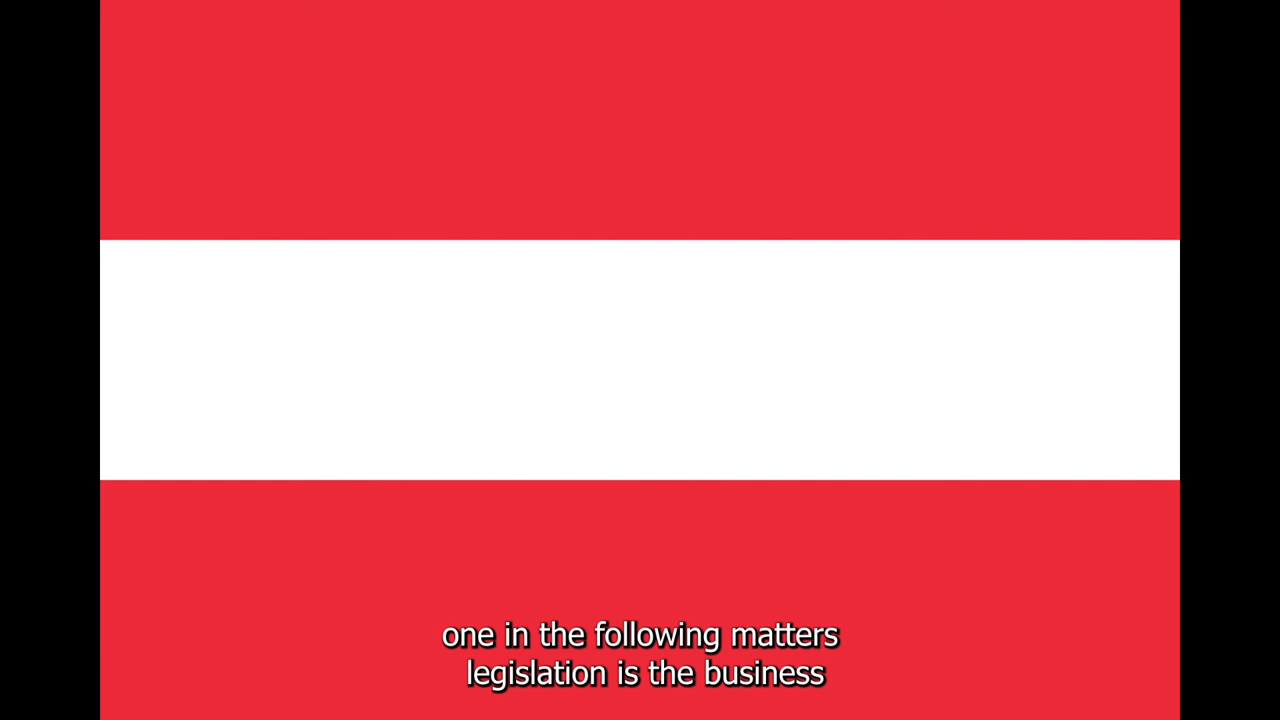 one in the following matters
legislation is the business